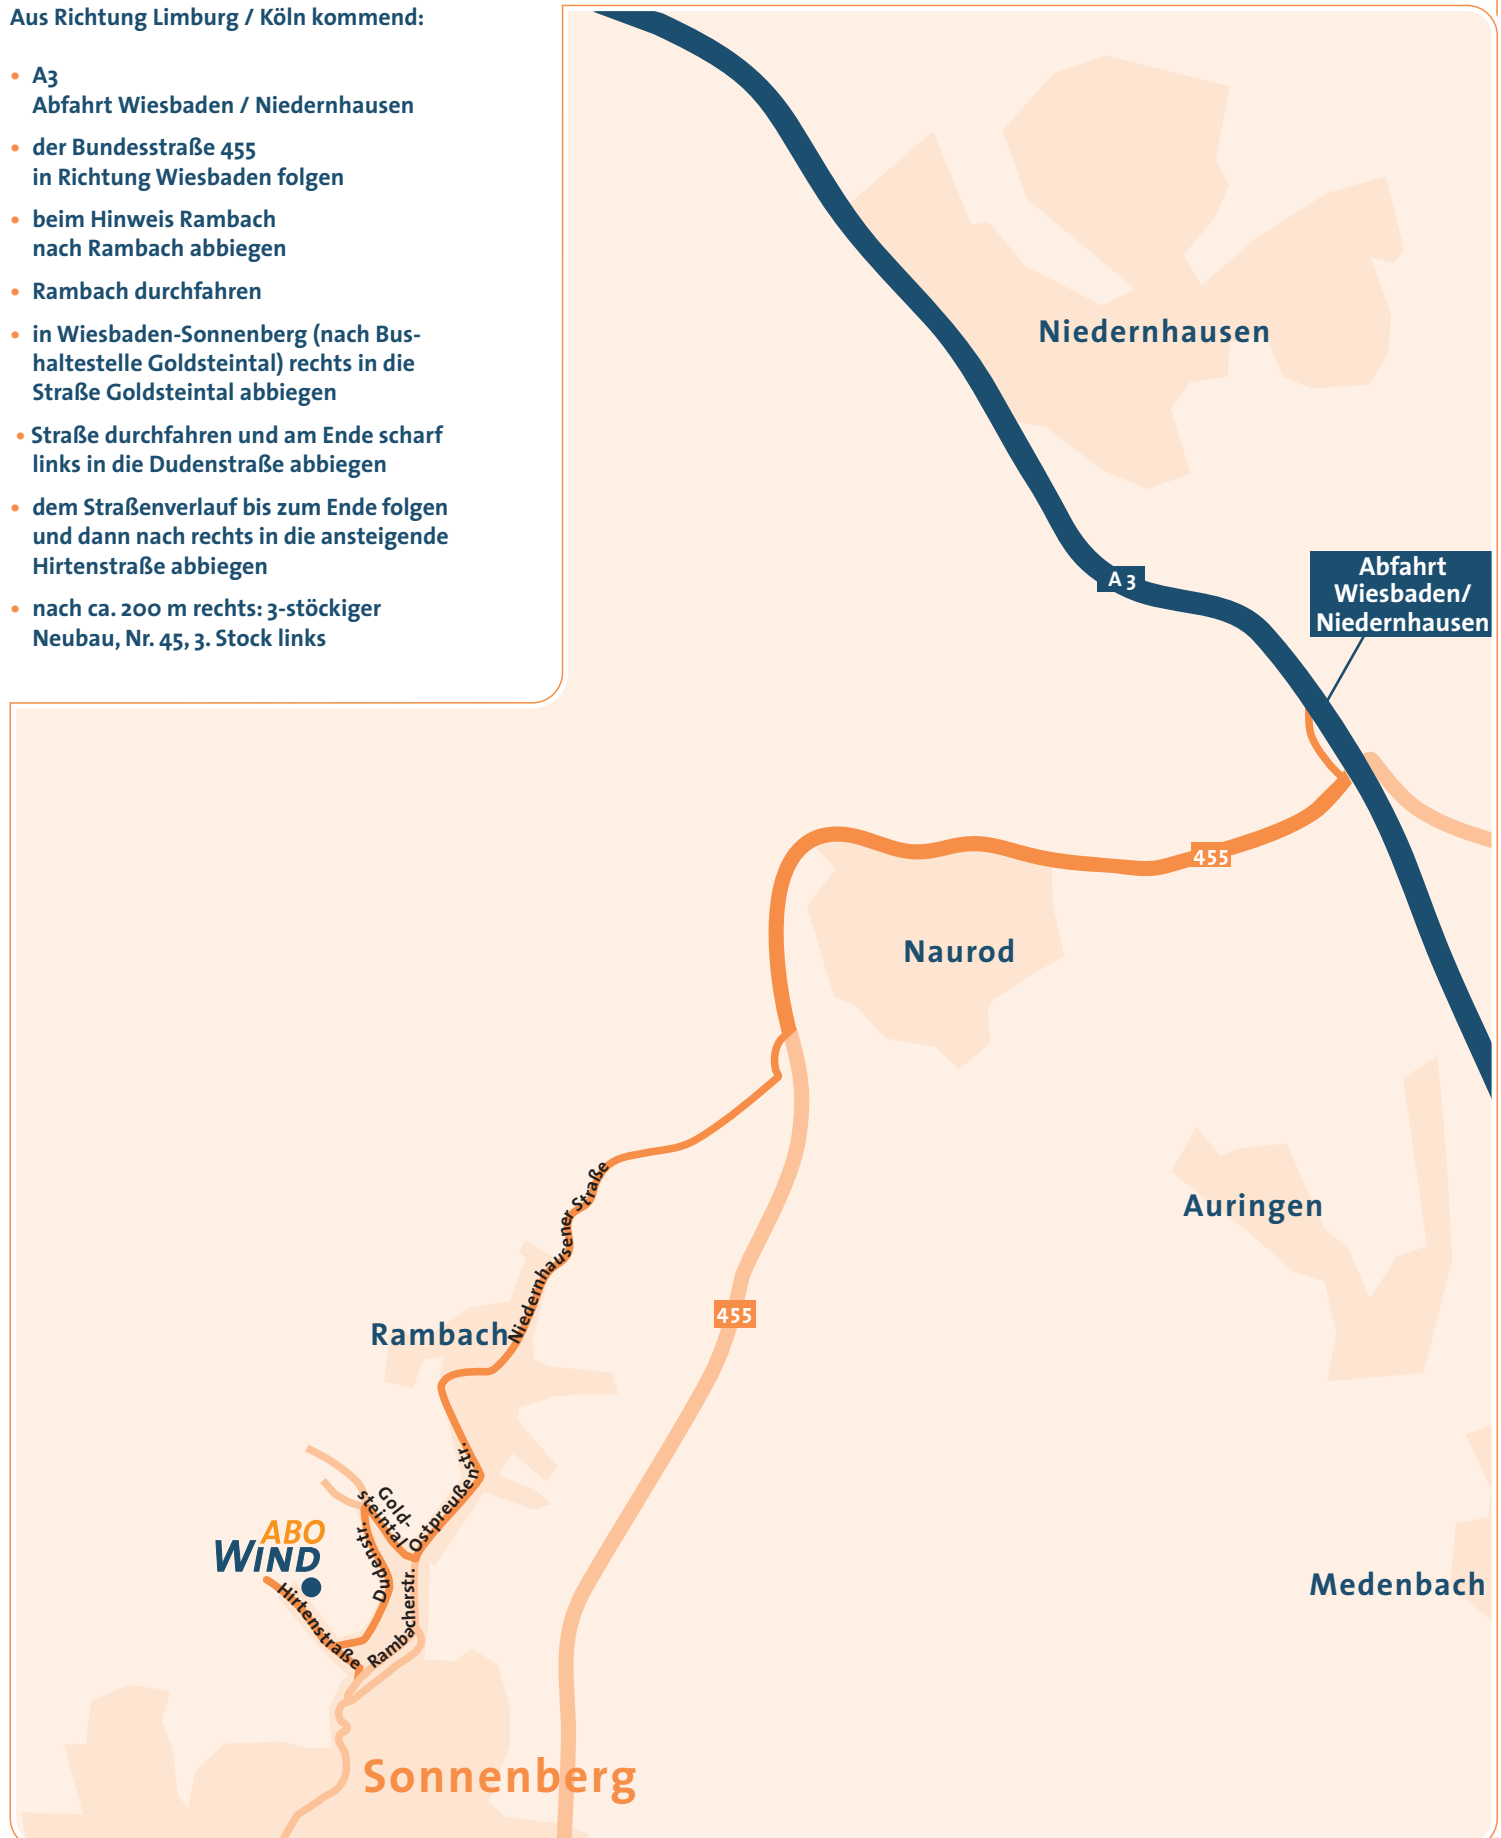 Aus Richtung Limburg / Köln kommend:
• A3
Abfahrt Wiesbaden / Niedernhausen
• der Bundesstraße 455
in Richtung Wiesbaden folgen
• beim Hinweis Rambach
nach Rambach abbiegen
• Rambach durchfahren
• in Wiesbaden-Sonnenberg (nach Bus-
haltestelle Goldsteintal) rechts in die
Straße Goldsteintal abbiegen
• Straße durchfahren und am Ende scharf
links in die Dudenstraße abbiegen
• dem Straßenverlauf bis zum Ende folgen
und dann nach rechts in die ansteigende
Hirtenstraße abbiegen
• nach ca. 200 m rechts: 3-stöckiger
Neubau, Nr. 45, 3. Stock links
Niedernhausen
A 3
Abfahrt
Wiesbaden/
Niedernhausen
455
Naurod
Auringen
Niedernhausener Straße
455
Rambach
Ostpreußenstr.
Gold-
steintal
Dudenstr.
ABO
WIND
Rambacherstr.
Hirtenstraße
Medenbach
Sonnenberg